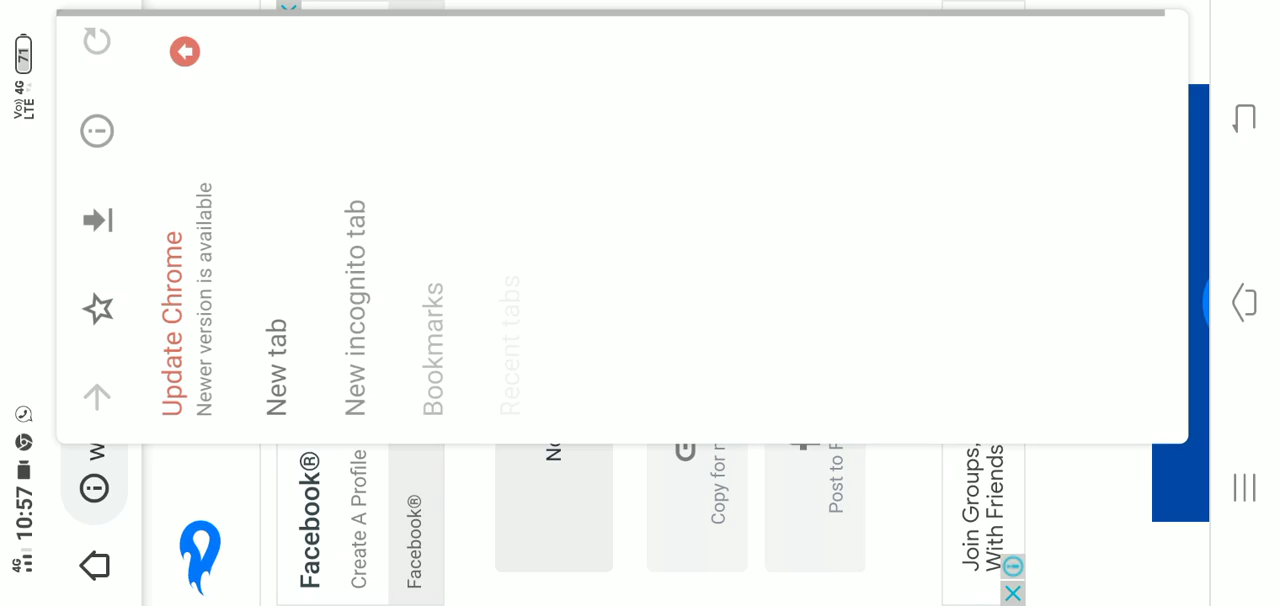 4G 10:57 Vo)) 4G LTE 71
W
Update Chrome
Newer version is available
New tab
New incognito tab
Bookmarks
Recent tabs
Facebook®
Create A Profile
Facebook®
Copy for
Post to
Join Groups,
With Friends